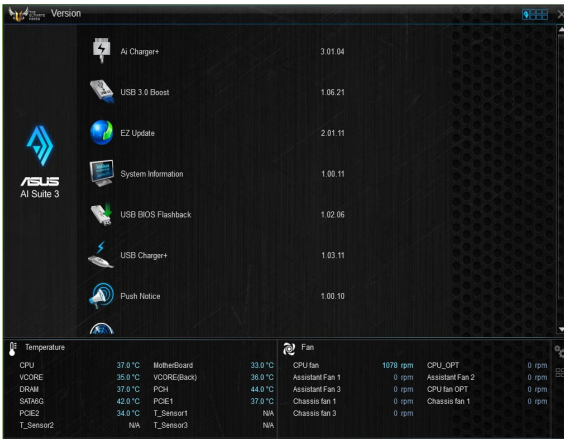 Version
Ai Charger+ 3.01.04
USB 3.0 Boost 1.06.21
EZ Update 2.01.11
System Information 1.00.11
ASUS
AI Suite 3
USB BIOS Flashback 1.02.06
USB Charger+ 1.03.11
Push Notice 1.00.10
Temperature
CPU 37.0 °C MotherBoard 33.0 °C
VCORE 35.0 °C VCORE(Back) 36.0 °C
DRAM 37.0 °C PCH 44.0 °C
SATA6G 42.0 °C PCIE1 37.0 °C
PCIE2 34.0 °C T_Sensor1 N/A
T_Sensor2 N/A T_Sensor3 N/A
Fan
CPU fan 1078 rpm CPU_OPT 0 rpm
Assistant Fan 1 0 rpm Assistant Fan 2 0 rpm
Assistant Fan 3 0 rpm CPU fan OPT 0 rpm
Chassis fan 1 0 rpm Chassis fan 1 0 rpm
Chassis fan 3 0 rpm